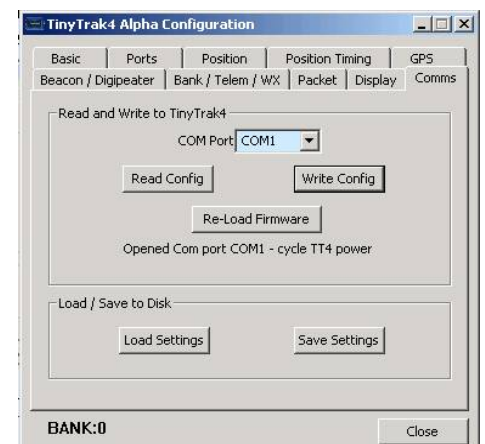 TinyTrak4 Alpha Configuration
Basic Ports Position Position Timing GPS
Beacon / Digipeater Bank / Telem / WX Packet Display Comms
Read and Write to TinyTrak4
COM Port COM1
Read Config Write Config
Re-Load Firmware
Opened Com port COM1 - cycle TT4 power
Load / Save to Disk
Load Settings Save Settings
BANK:0 Close